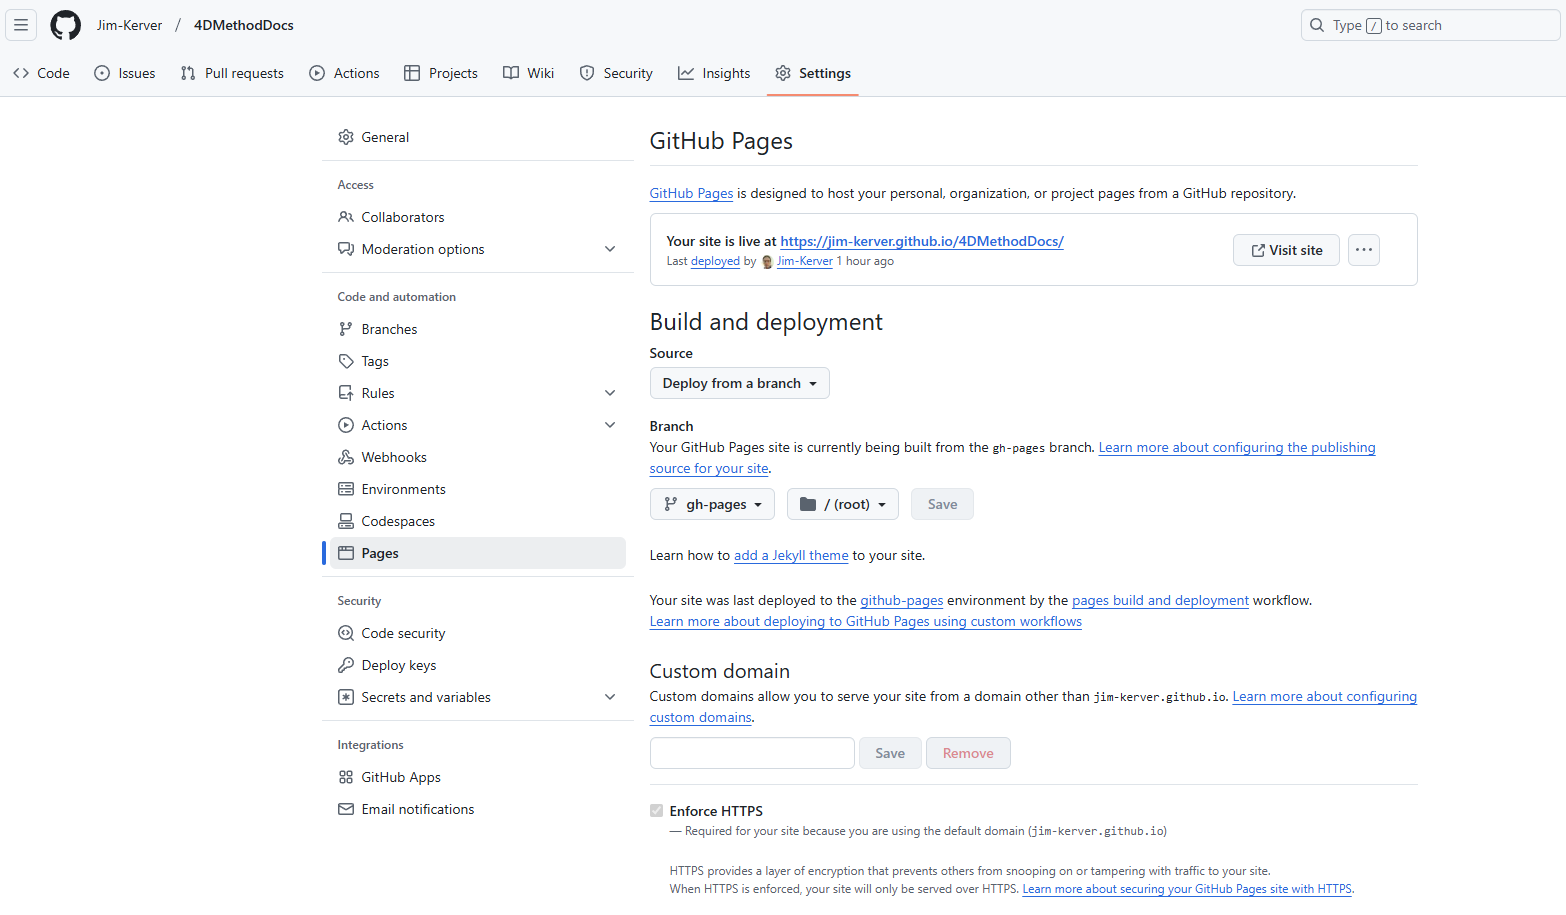 Jim-Kerver / 4DMethodDocs
Type / to search
Code
Issues
Pull requests
Actions
Projects
Wiki
Security
Insights
Settings
General
Access
Collaborators
Moderation options
Code and automation
Branches
Tags
Rules
Actions
Webhooks
Environments
Codespaces
Pages
Security
Code security
Deploy keys
Secrets and variables
Integrations
GitHub Apps
Email notifications
GitHub Pages
GitHub Pages is designed to host your personal, organization, or project pages from a GitHub repository.
Your site is live at https://jim-kerver.github.io/4DMethodDocs/
Last deployed by Jim-Kerver 1 hour ago
Visit site
Build and deployment
Source
Deploy from a branch
Branch
Your GitHub Pages site is currently being built from the gh-pages branch. Learn more about configuring the publishing
source for your site.
gh-pages
/ (root)
Save
Learn how to add a Jekyll theme to your site.
Your site was last deployed to the github-pages environment by the pages build and deployment workflow.
Learn more about deploying to GitHub Pages using custom workflows
Custom domain
Custom domains allow you to serve your site from a domain other than jim-kerver.github.io. Learn more about configuring
custom domains.
Save
Remove
Enforce HTTPS
— Required for your site because you are using the default domain (jim-kerver.github.io)
HTTPS provides a layer of encryption that prevents others from snooping on or tampering with traffic to your site.
When HTTPS is enforced, your site will only be served over HTTPS. Learn more about securing your GitHub Pages site with HTTPS.